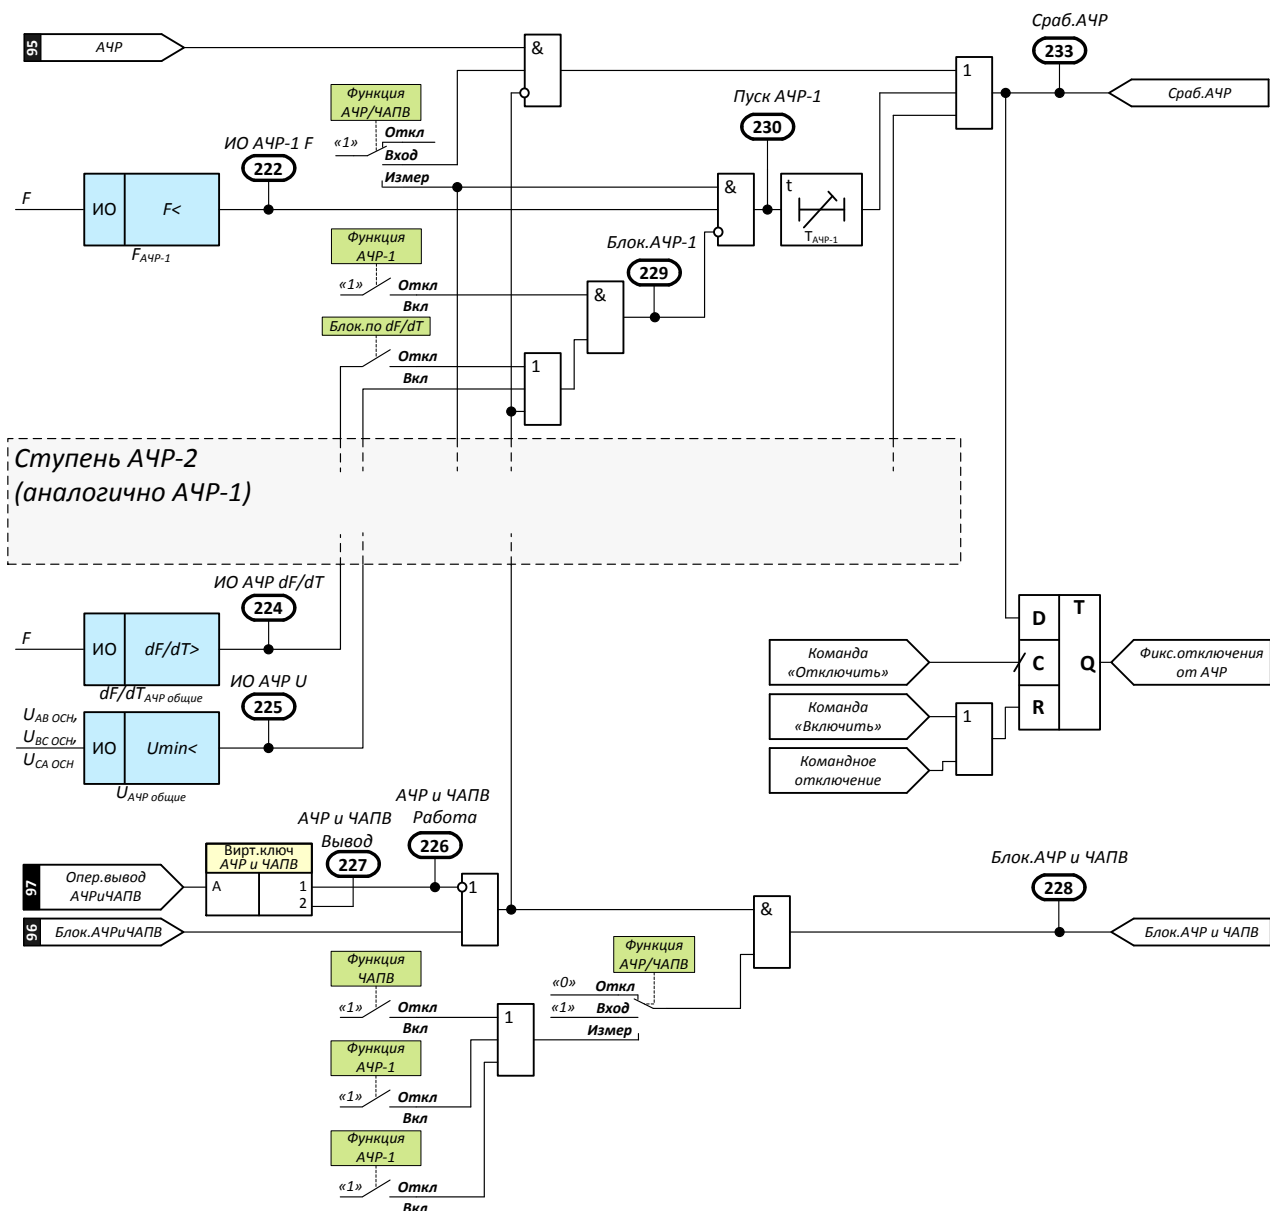 95
АЧР
Функция
АЧР/ЧАПВ
«1»
Откл
Вход
Измер
&
Пуск АЧР-1
230
1
Сраб.АЧР
233
Сраб.АЧР
ИО АЧР-1 F
222
F
ИО
F<
FАЧР-1
&
t
TАЧР-1
Функция
АЧР-1
«1»
Откл
Вкл
Блок.АЧР-1
229
&
Блок.по dF/dT
Откл
Вкл
1
Ступень АЧР-2
(аналогично АЧР-1)
ИО АЧР dF/dT
224
F
ИО
dF/dT>
dF/dTАЧР общие
ИО АЧР U
225
UАВ ОСН,
UВС ОСН,
UСА ОСН
ИО
Umin<
UАЧР общие
D
T
C
Q
R
Команда
«Отключить»
Команда
«Включить»
Командное
отключение
1
Фикс.отключения
от АЧР
97
Опер.вывод
АЧРиЧАПВ
96
Блок.АЧРиЧАПВ
Вирт.ключ
АЧР и ЧАПВ
A
1
2
АЧР и ЧАПВ
Вывод
227
АЧР и ЧАПВ
Работа
226
1
&
Блок.АЧР и ЧАПВ
228
Блок.АЧР и ЧАПВ
Функция
АЧР/ЧАПВ
«0»
Откл
«1»
Вход
Измер
Функция
ЧАПВ
«1»
Откл
Вкл
1
Функция
АЧР-1
«1»
Откл
Вкл
Функция
АЧР-1
«1»
Откл
Вкл